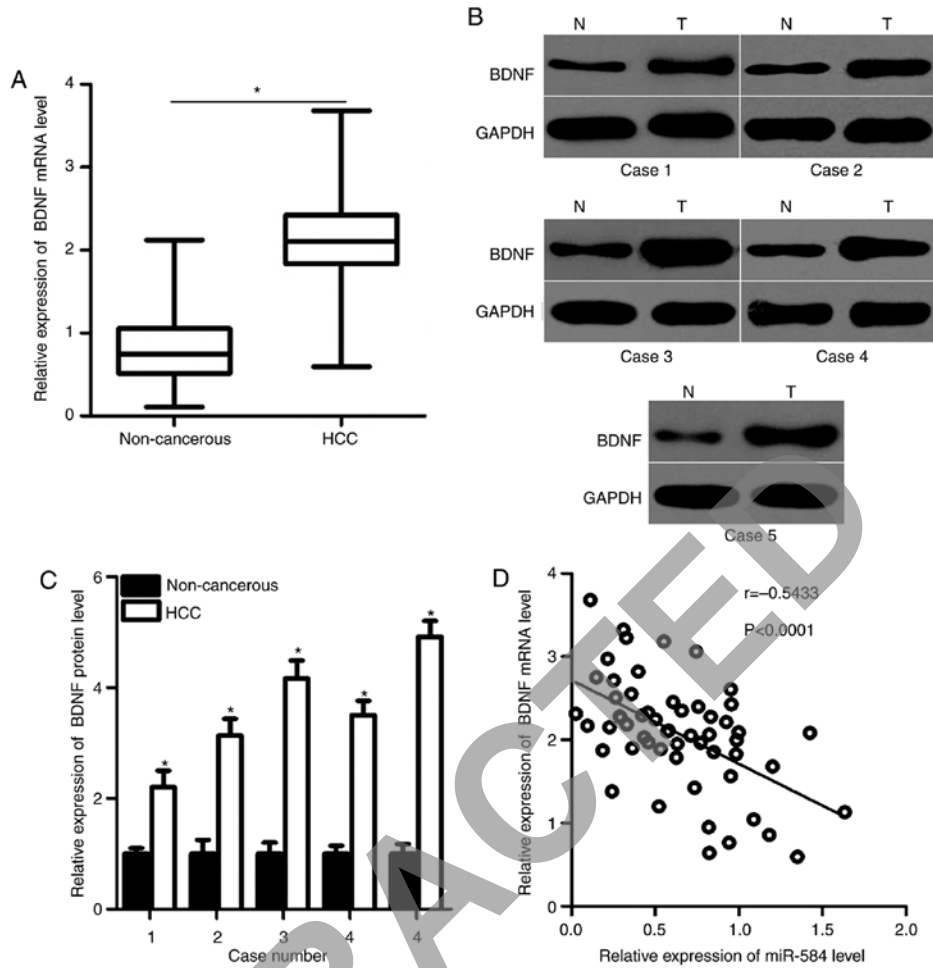 A
Relative expression of BDNF mRNA level
4
3
2
1
0
*
Non-cancerous
HCC
B
N T N T
BDNF
GAPDH
Case 1 Case 2
N T N T
BDNF
GAPDH
Case 3 Case 4
N T
BDNF
GAPDH
Case 5
C
Relative expression of BDNF protein level
6
4
2
0
Non-cancerous
HCC
* * * * *
1 2 3 4 4
Case number
D
Relative expression of BDNF mRNA level
4
3
2
1
0
r=–0.5433
P<0.0001
0.0 0.5 1.0 1.5 2.0
Relative expression of miR-584 level
RACTED